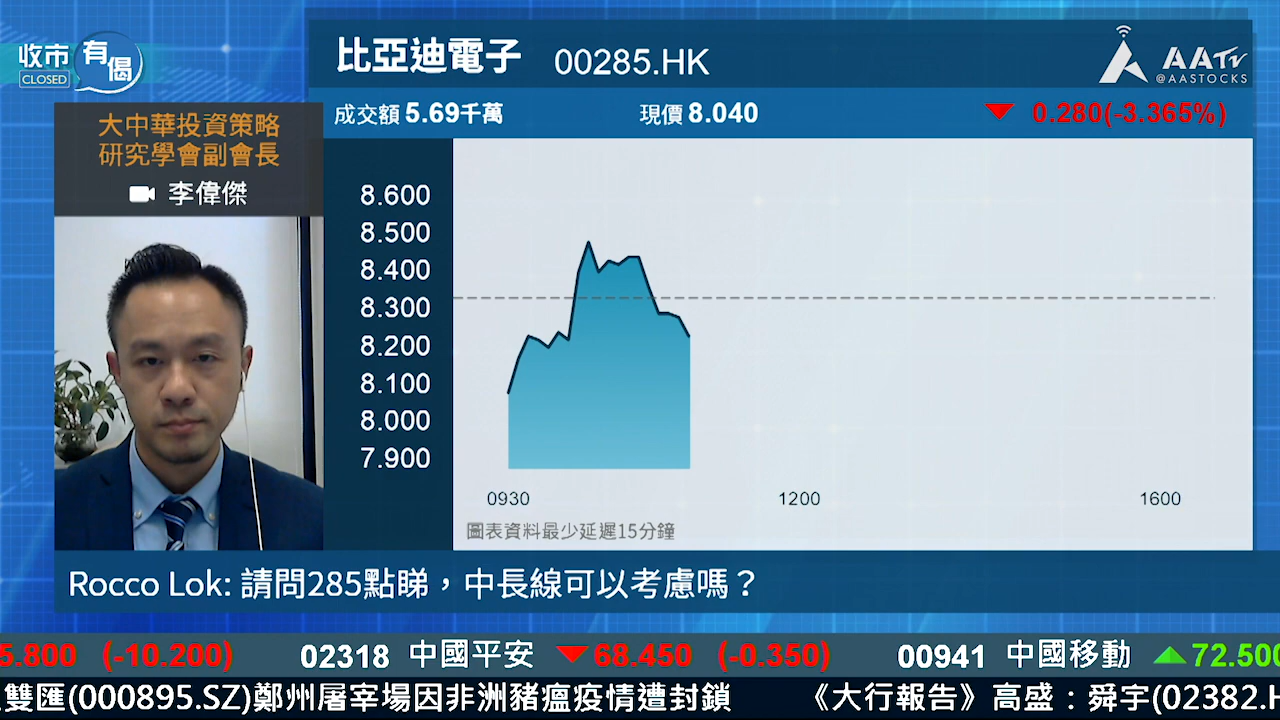 收市
CLOSED
有偈
比亞迪電子 00285.HK
AATV
@AASTOCKS
大中華投資策略
研究學會副會長
李偉傑
成交額 5.69千萬 現價 8.040 ▼ 0.280(-3.365%)
8.600
8.500
8.400
8.300
8.200
8.100
8.000
7.900
0930 1200 1600
圖表資料最少延遲15分鐘
Rocco Lok: 請問285點睇，中長線可以考慮嗎？
5.800 (-10.200) 02318 中國平安 ▼68.450 (-0.350) 00941 中國移動 ▲72.500
雙匯(000895.SZ)鄭州屠宰場因非洲豬瘟疫情遭封鎖 《大行報告》高盛：舜宇(02382.H